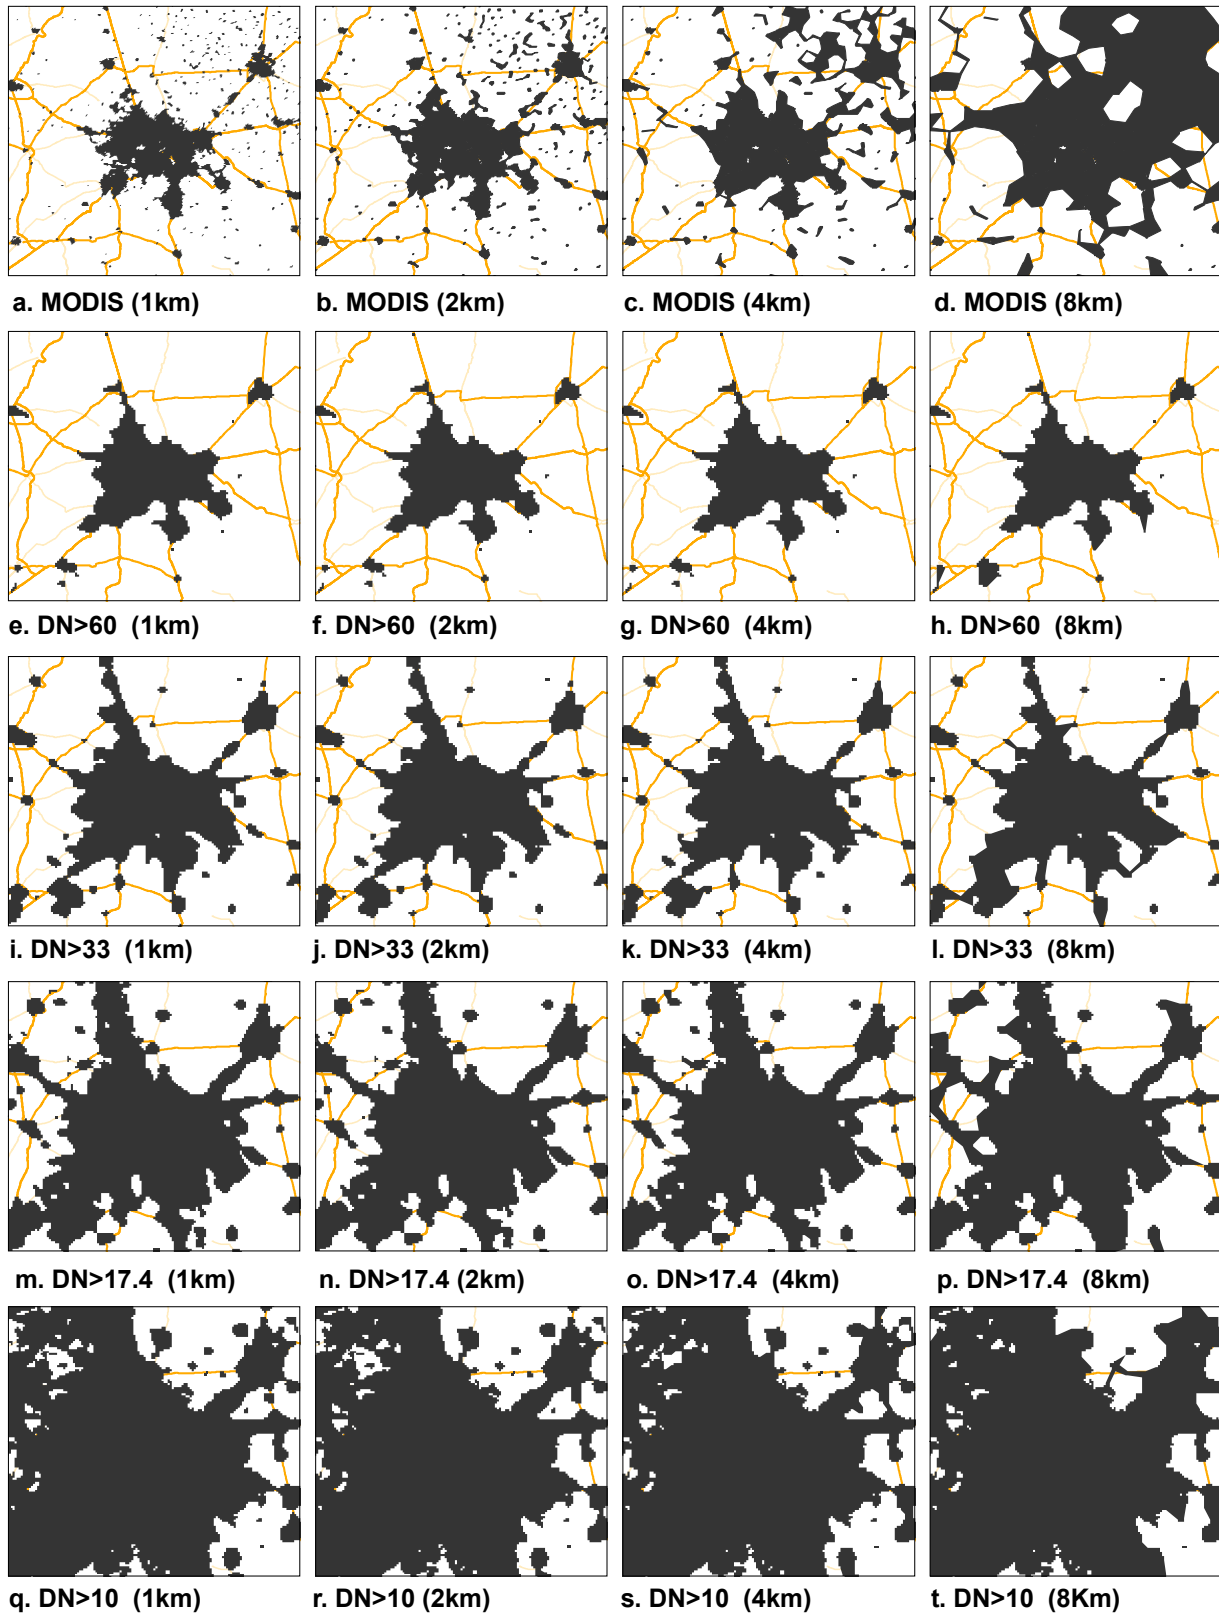 a. MODIS (1km)
b. MODIS (2km)
c. MODIS (4km)
d. MODIS (8km)
e. DN>60 (1km)
f. DN>60 (2km)
g. DN>60 (4km)
h. DN>60 (8km)
i. DN>33 (1km)
j. DN>33 (2km)
k. DN>33 (4km)
l. DN>33 (8km)
m. DN>17.4 (1km)
n. DN>17.4 (2km)
o. DN>17.4 (4km)
p. DN>17.4 (8km)
q. DN>10 (1km)
r. DN>10 (2km)
s. DN>10 (4km)
t. DN>10 (8Km)